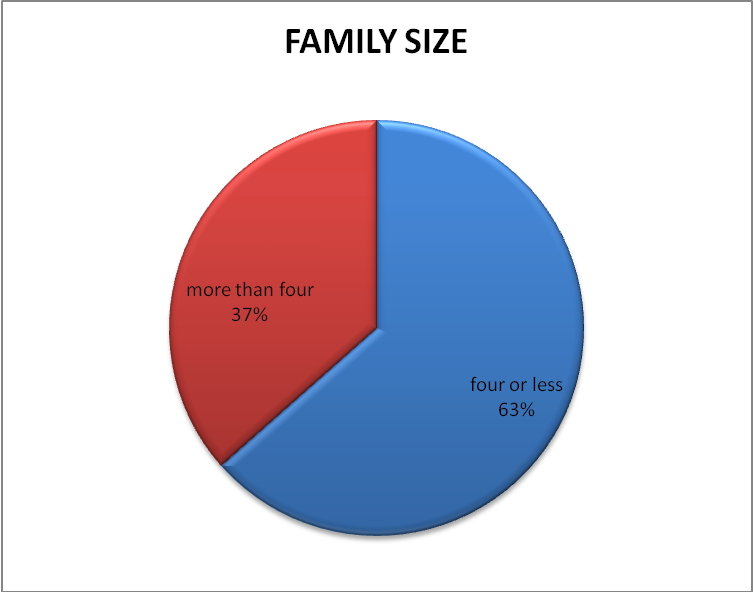 FAMILY SIZE
more than four
37%
four or less
63%